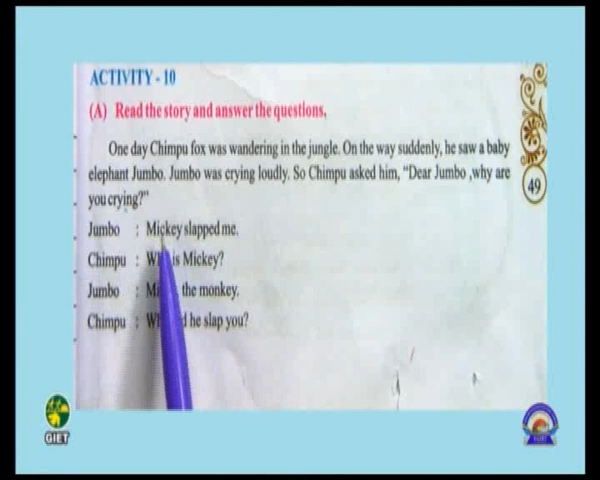 ACTIVITY - 10
(A) Read the story and answer the questions.
One day Chimpu fox was wandering in the jungle. On the way suddenly, he saw a baby
elephant Jumbo. Jumbo was crying loudly. So Chimpu asked him, "Dear Jumbo ,why are
you crying?"
49
Jumbo : Mickey slapped me.
Chimpu : is Mickey?
Jumbo : the monkey.
Chimpu : he slap you?
GIET